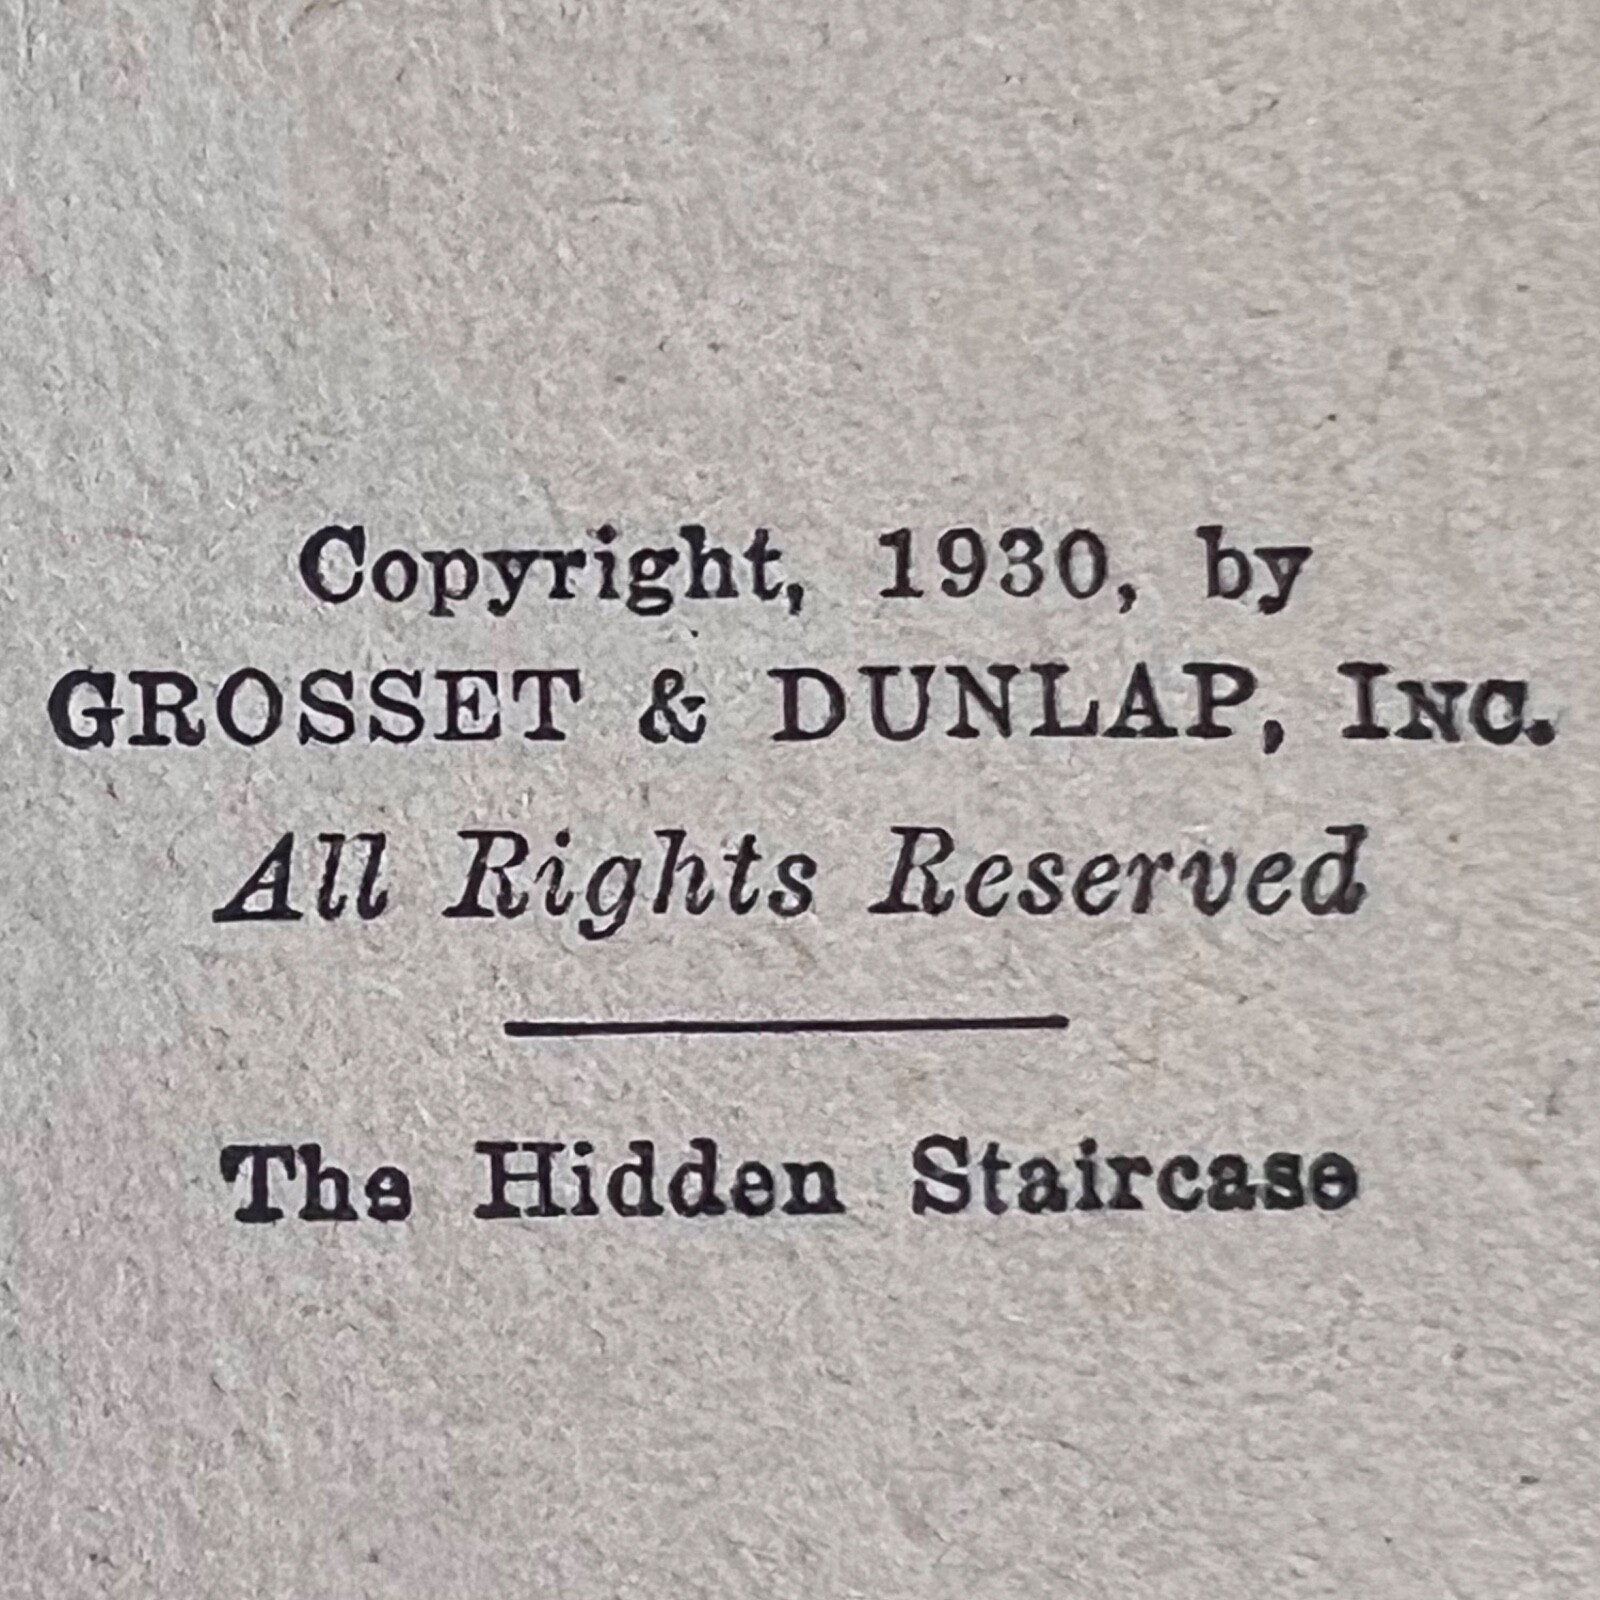 Copyright, 1930, by
GROSSET & DUNLAP, INC.
All Rights Reserved
The Hidden Staircase